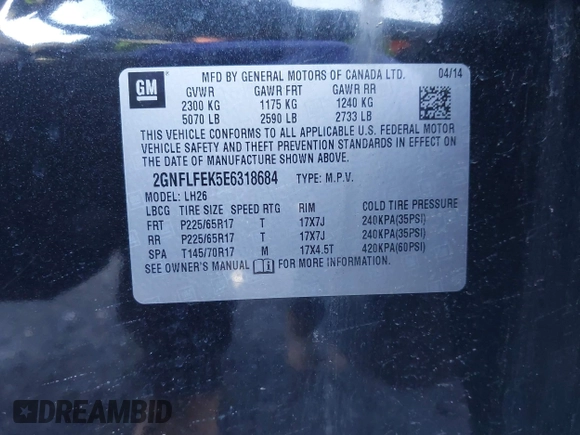 GM
MFD BY GENERAL MOTORS OF CANADA LTD. 04/14
GVWR GAWR FRT GAWR RR
2300 KG 1175 KG 1240 KG
5070 LB 2590 LB 2733 LB
THIS VEHICLE CONFORMS TO ALL APPLICABLE U.S. FEDERAL MOTOR
VEHICLE SAFETY AND THEFT PREVENTION STANDARDS IN EFFECT
ON THE DATE OF MANUFACTURE SHOWN ABOVE.
2GNFLFEK5E6318684 TYPE: M.P.V.
MODEL: LH26
LBCG TIRE SIZE SPEED RTG RIM COLD TIRE PRESSURE
FRT P225/65R17 T 17X7J 240KPA(35PSI)
RR P225/65R17 T 17X7J 240KPA(35PSI)
SPA T145/70R17 M 17X4.5T 420KPA(60PSI)
SEE OWNER'S MANUAL FOR MORE INFORMATION.
DREAMBID